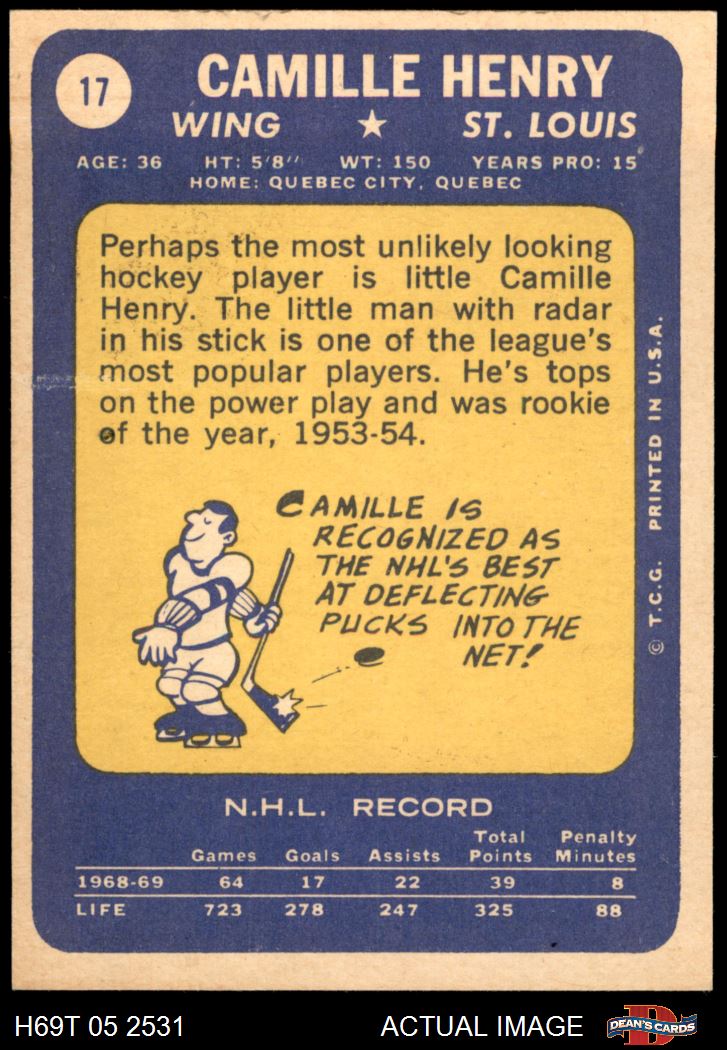 17
CAMILLE HENRY
WING ★ ST. LOUIS
AGE: 36 HT: 5'8" WT: 150 YEARS PRO: 15
HOME: QUEBEC CITY, QUEBEC
Perhaps the most unlikely looking
hockey player is little Camille
Henry. The little man with radar
in his stick is one of the league's
most popular players. He's tops
on the power play and was rookie
of the year, 1953-54.
CAMILLE IS
RECOGNIZED AS
THE NHL'S BEST
AT DEFLECTING
PUCKS INTO THE
NET!
© T.C.G. PRINTED IN U.S.A.
N.H.L. RECORD
Games Goals Assists Total Points Penalty Minutes
1968-69 64 17 22 39 8
LIFE 723 278 247 325 88
H69T 05 2531 ACTUAL IMAGE DEAN'S CARDS